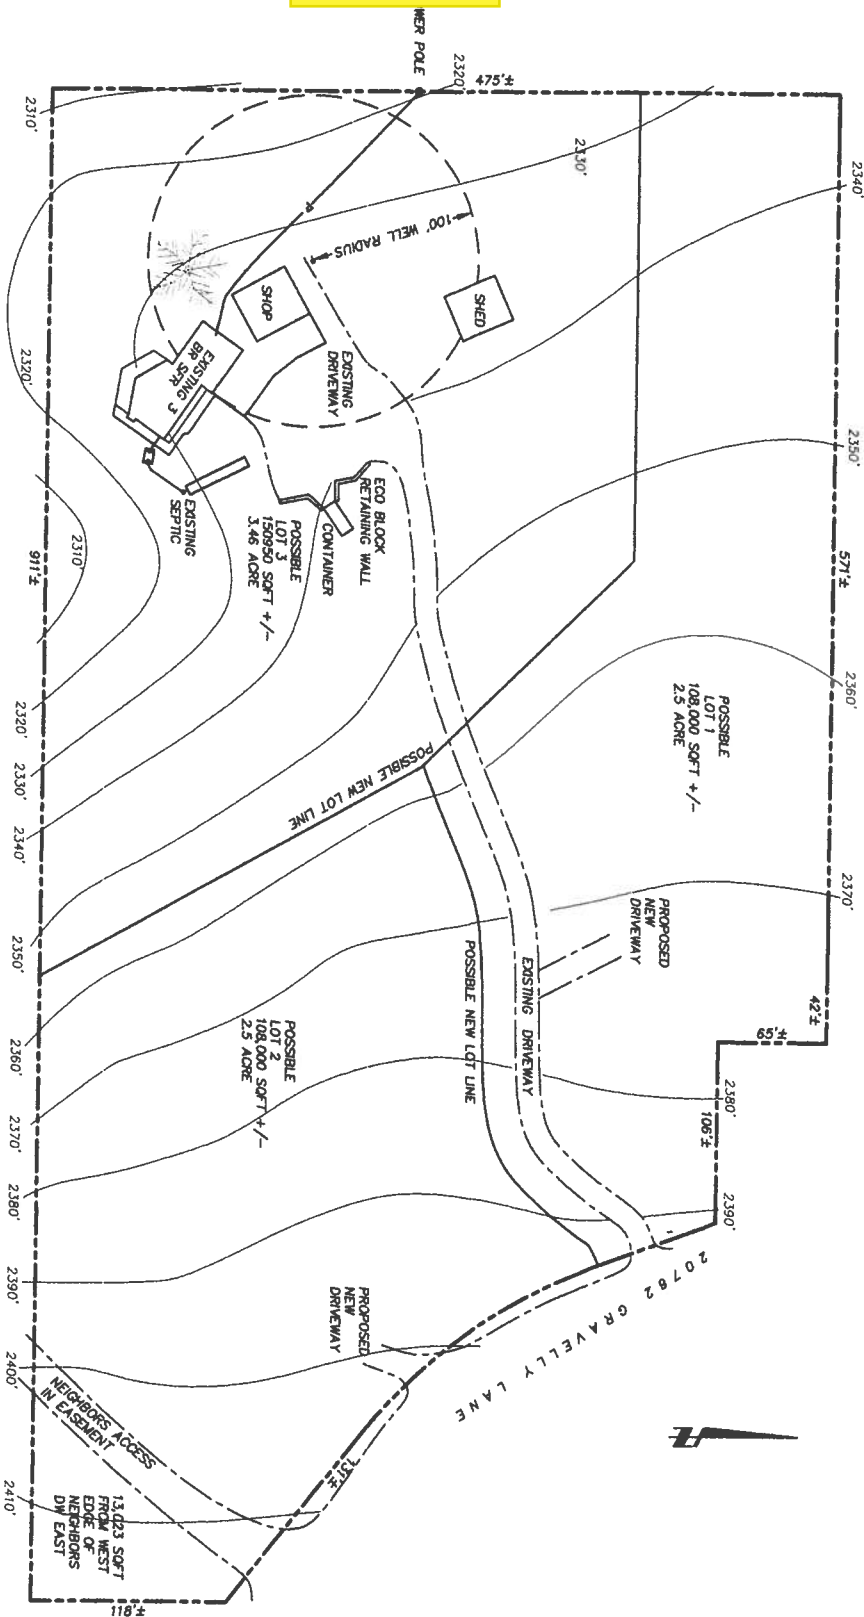 WER POLE
2320'
475'±
2310'
2330'
2340'
100' WELL RADIUS
SHED
SHOP
EXISTING
DRIVEWAY
EXISTING 3
BR SFR
2320'
2350'
ECO BLOCK
RETAINING WALL
CONTAINER
EXISTING
SEPTIC
POSSIBLE
LOT 3
150950 SQFT +/-
3.46 ACRE
2310'
911'±
571'±
2360'
POSSIBLE
LOT 1
108,000 SQFT +/-
2.5 ACRE
2320'
2330'
2340'
2350'
POSSIBLE NEW LOT LINE
2370'
PROPOSED
NEW
DRIVEWAY
EXISTING DRIVEWAY
POSSIBLE NEW LOT LINE
42'±
65'±
2380'
106'±
2390'
POSSIBLE
LOT 2
108,000 SQFT +/-
2.5 ACRE
2360'
2370'
2380'
2390'
2400'
2410'
20782 GRAVELLY LANE
PROPOSED
NEW
DRIVEWAY
NEIGHBORS ACCESS
IN EASEMENT
731'±
13,023 SQFT
FROM WEST
EDGE OF
NEIGHBORS
DW EAST
118'±
N